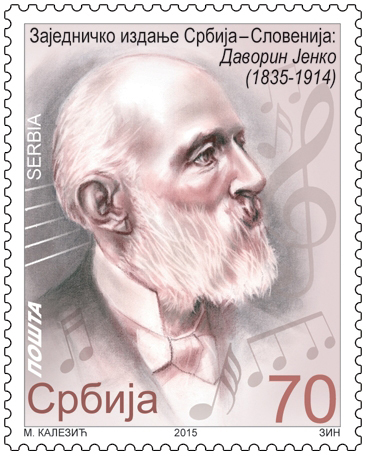 Заједничко издање Србија – Словенија:
Даворин Јенко
(1835-1914)
SERBIA
ПОШТА
Србија
70
М. КАЛЕЗИЋ
2015
ЗИН